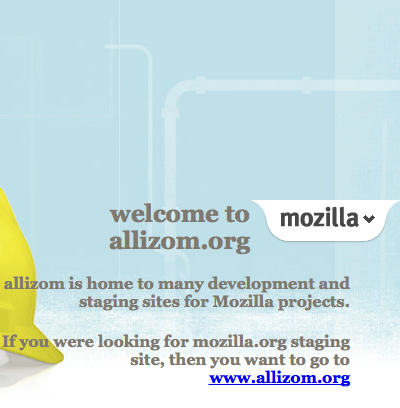 welcome to
allizom.org
mozilla
allizom is home to many development and
staging sites for Mozilla projects.
If you were looking for mozilla.org staging
site, then you want to go to
www.allizom.org